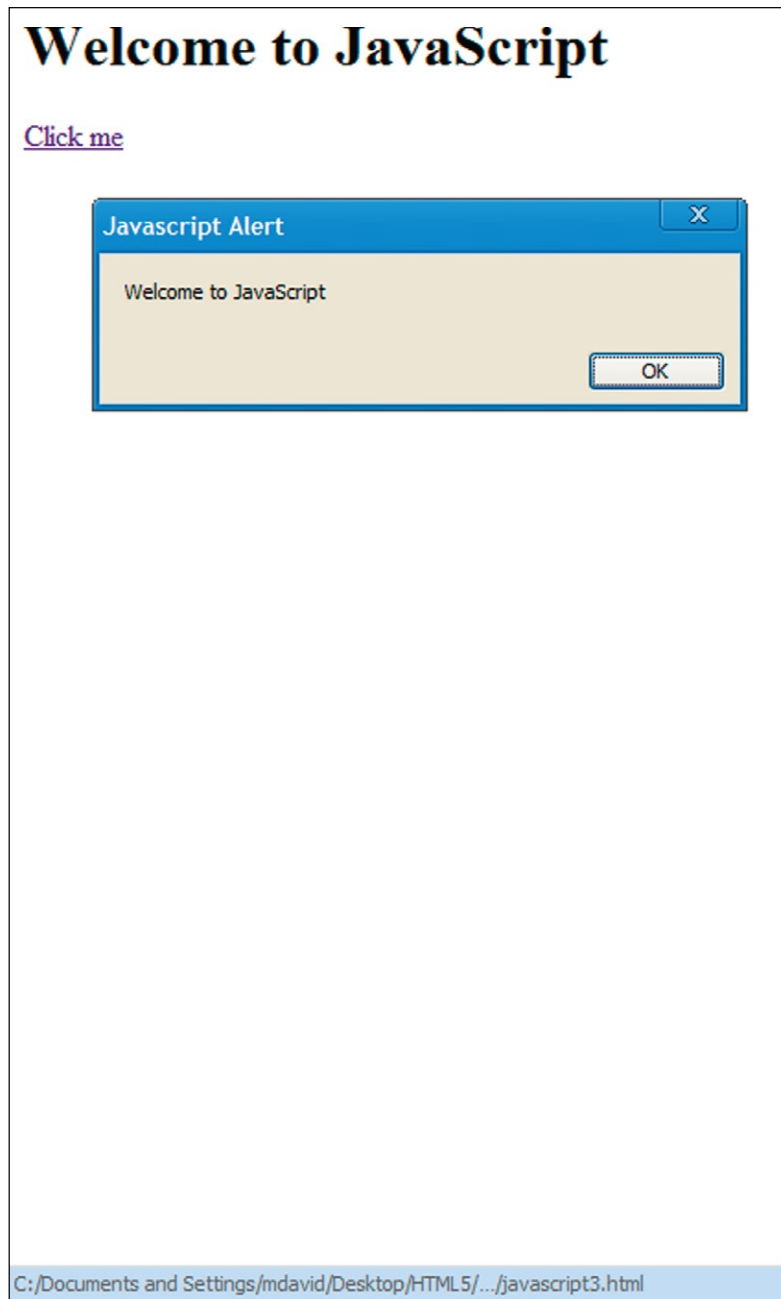 Welcome to JavaScript
Click me
Javascript Alert
X
Welcome to JavaScript
OK
C:/Documents and Settings/mdavid/Desktop/HTML5/.../javascript3.html